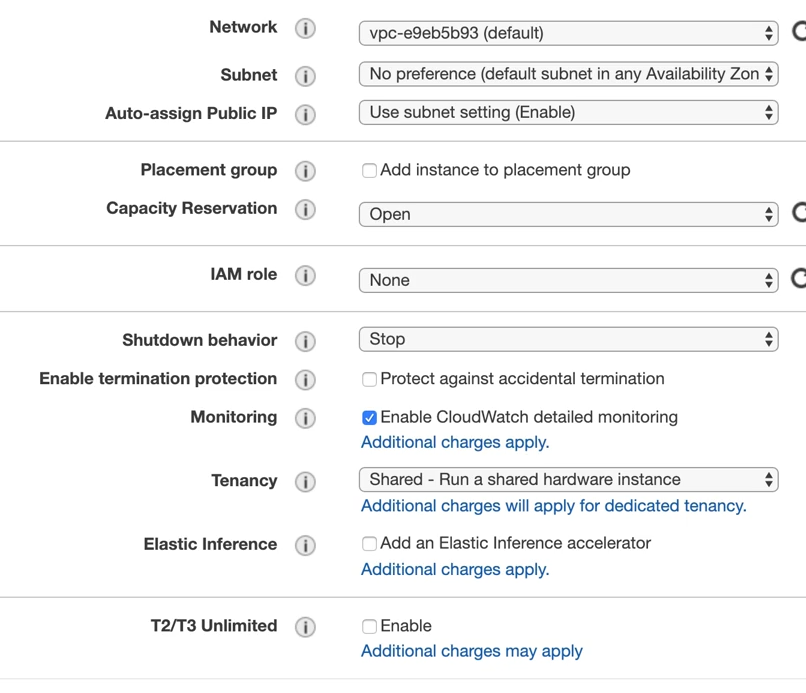 Network i vpc-e9eb5b93 (default)
Subnet i No preference (default subnet in any Availability Zon
Auto-assign Public IP i Use subnet setting (Enable)
Placement group i Add instance to placement group
Capacity Reservation i Open
IAM role i None
Shutdown behavior i Stop
Enable termination protection i Protect against accidental termination
Monitoring i Enable CloudWatch detailed monitoring
Additional charges apply.
Tenancy i Shared - Run a shared hardware instance
Additional charges will apply for dedicated tenancy.
Elastic Inference i Add an Elastic Inference accelerator
Additional charges apply.
T2/T3 Unlimited i Enable
Additional charges may apply